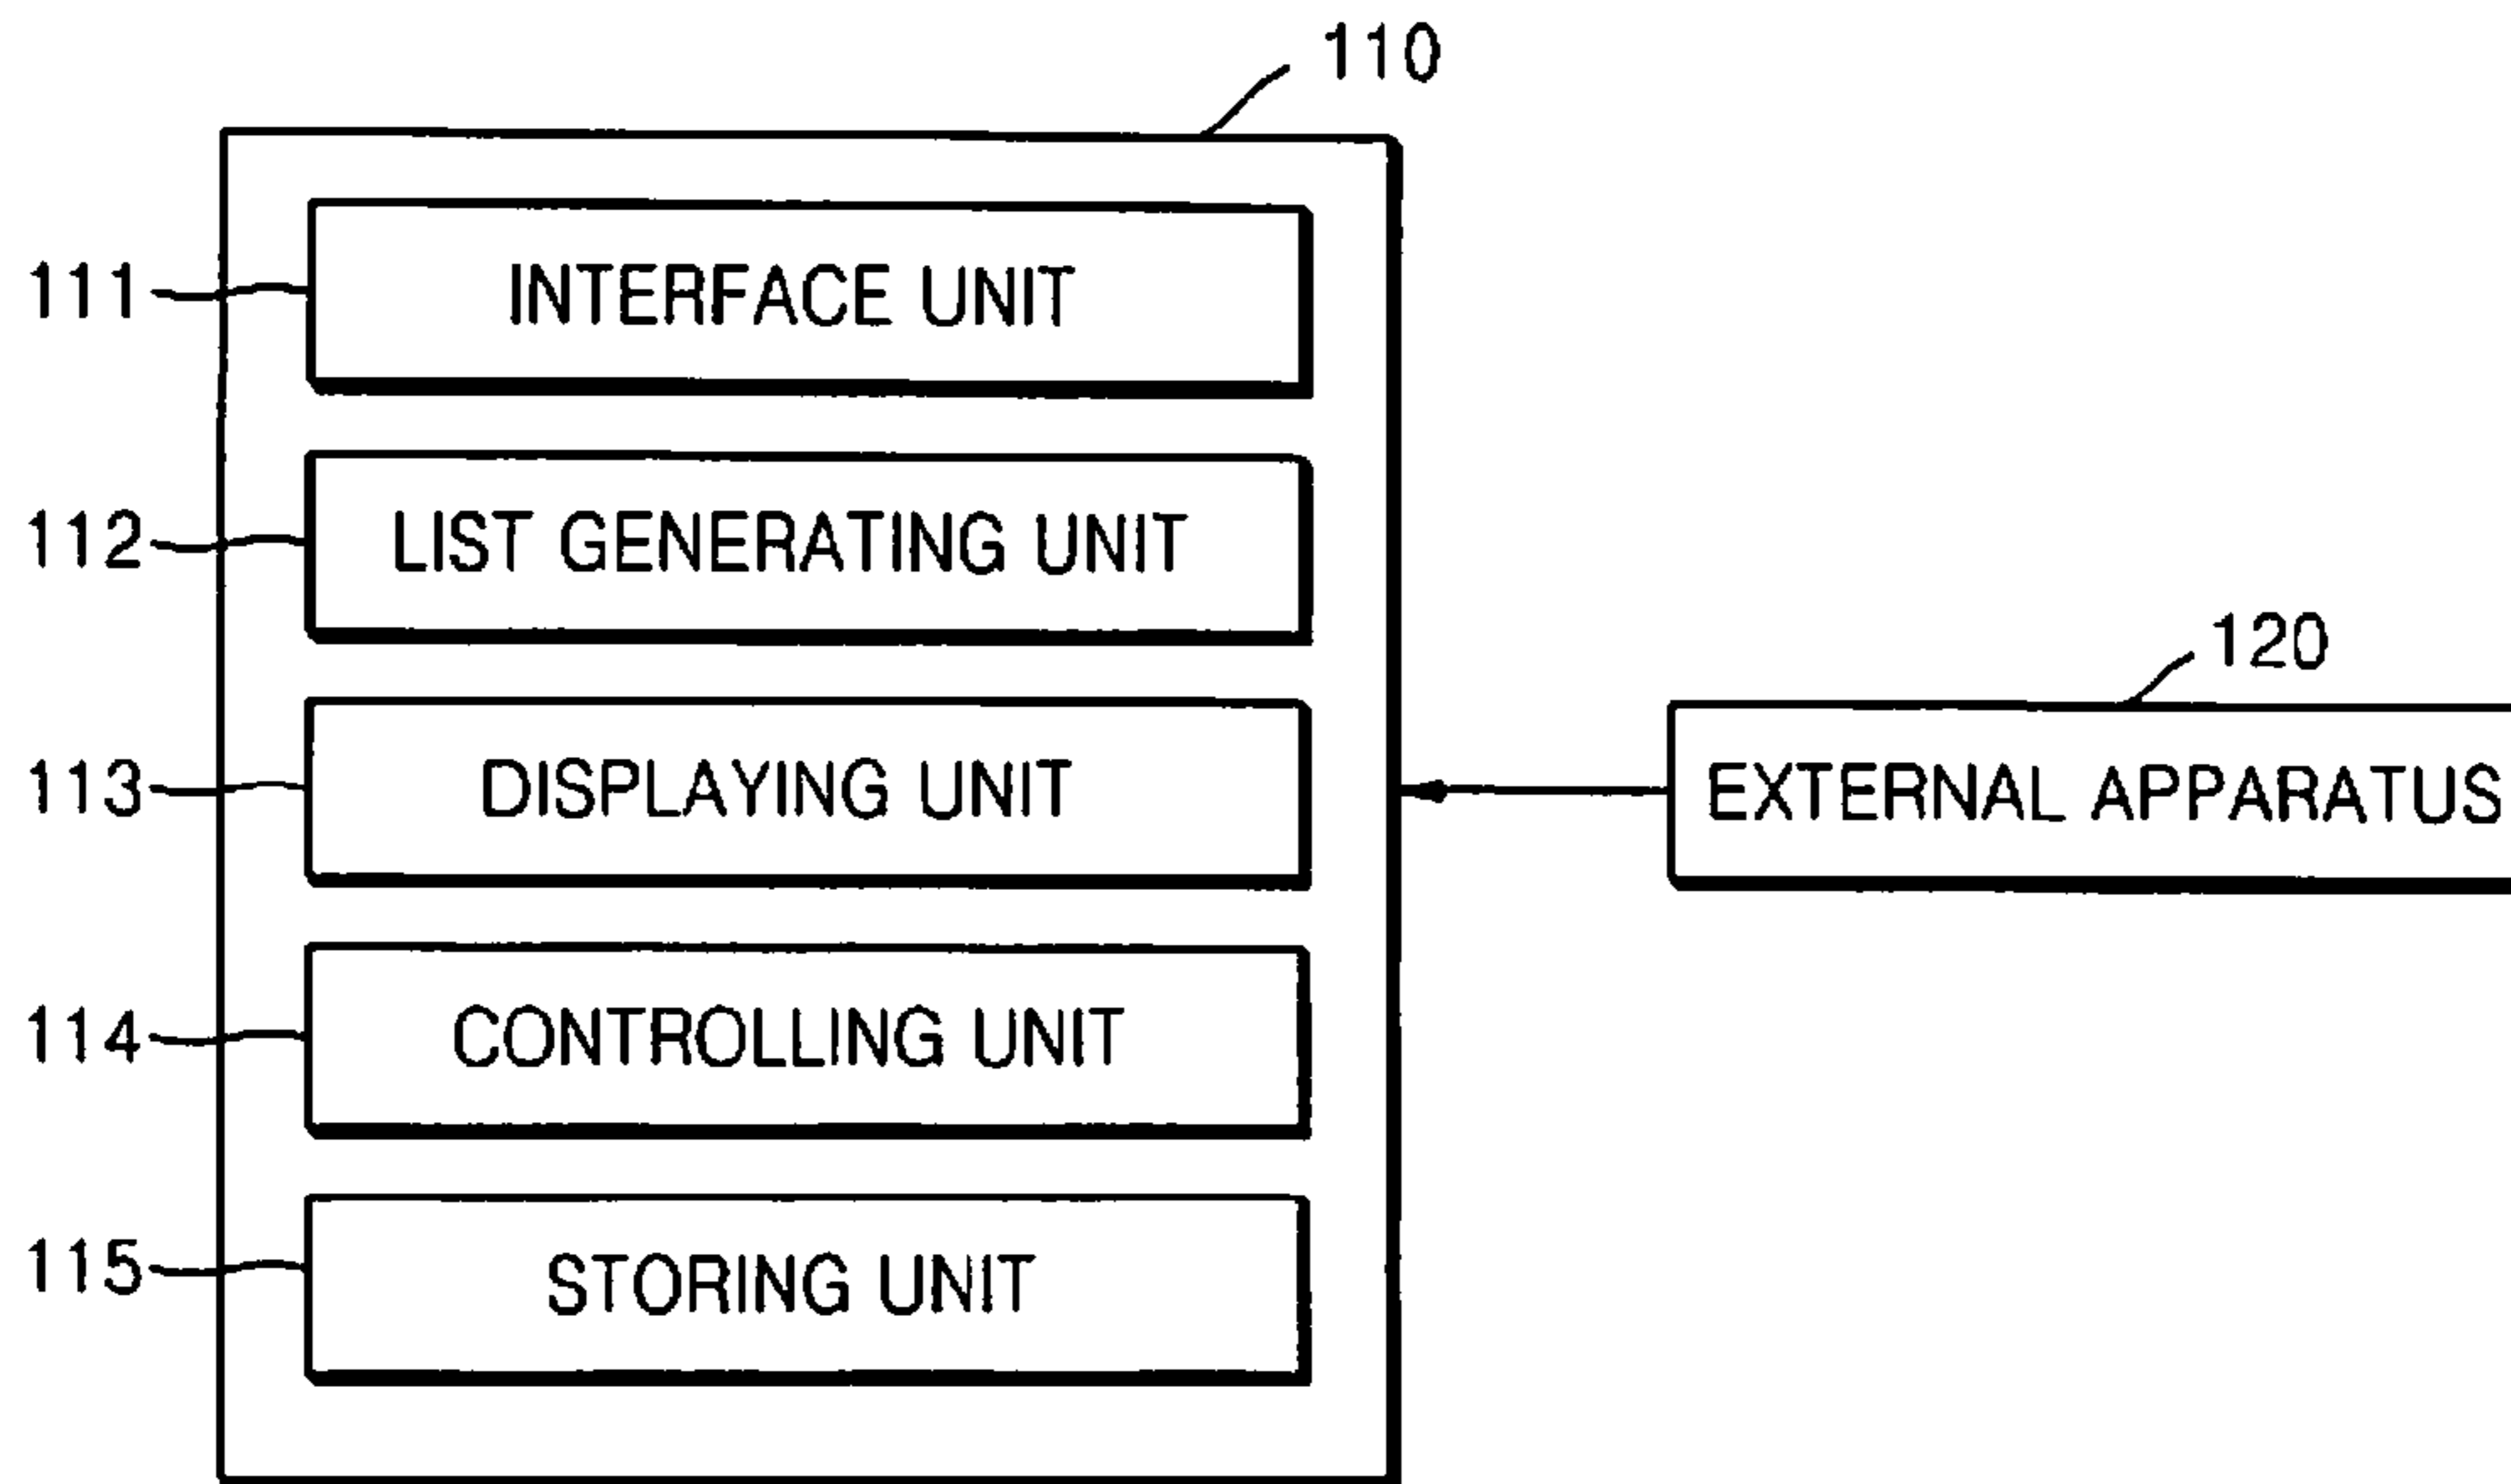 110
111 INTERFACE UNIT
112 LIST GENERATING UNIT
120
113 DISPLAYING UNIT EXTERNAL APPARATUS
114 CONTROLLING UNIT
115 STORING UNIT